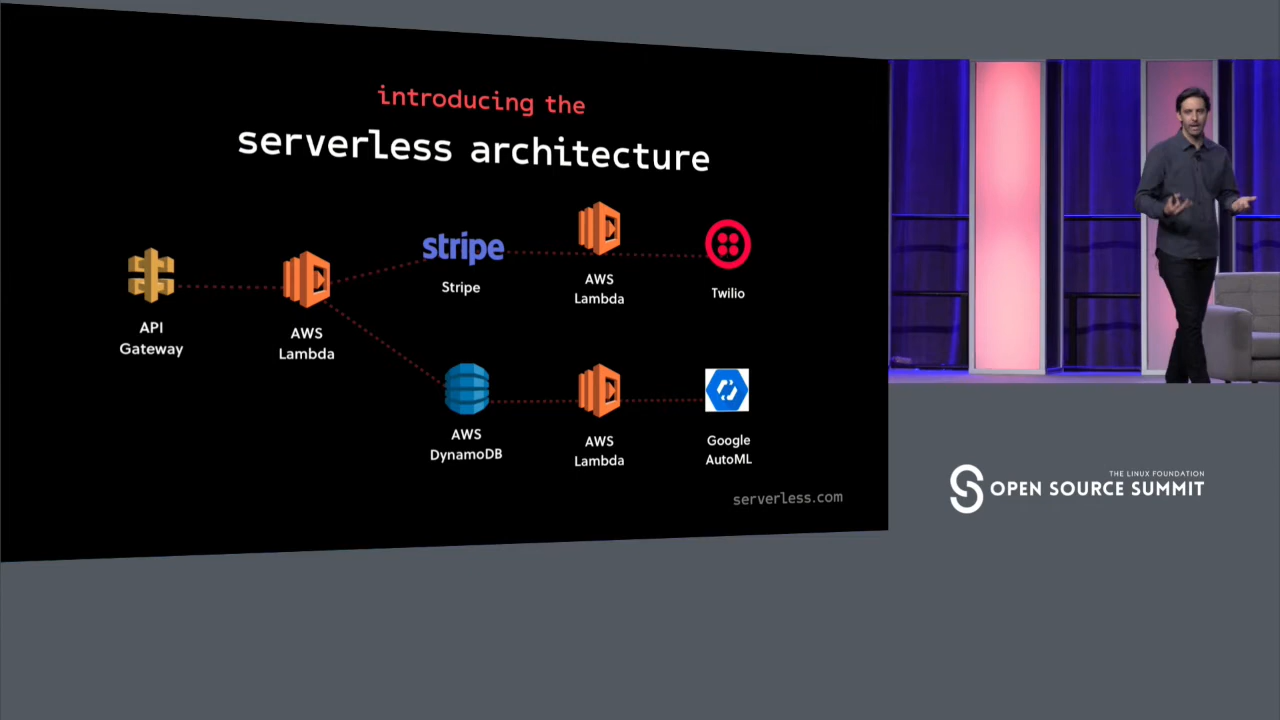 introducing the
serverless architecture
stripe
Stripe
AWS
Lambda
Twilio
API
Gateway
AWS
Lambda
AWS
DynamoDB
AWS
Lambda
Google
AutoML
serverless.com
THE LINUX FOUNDATION
OPEN SOURCE SUMMIT